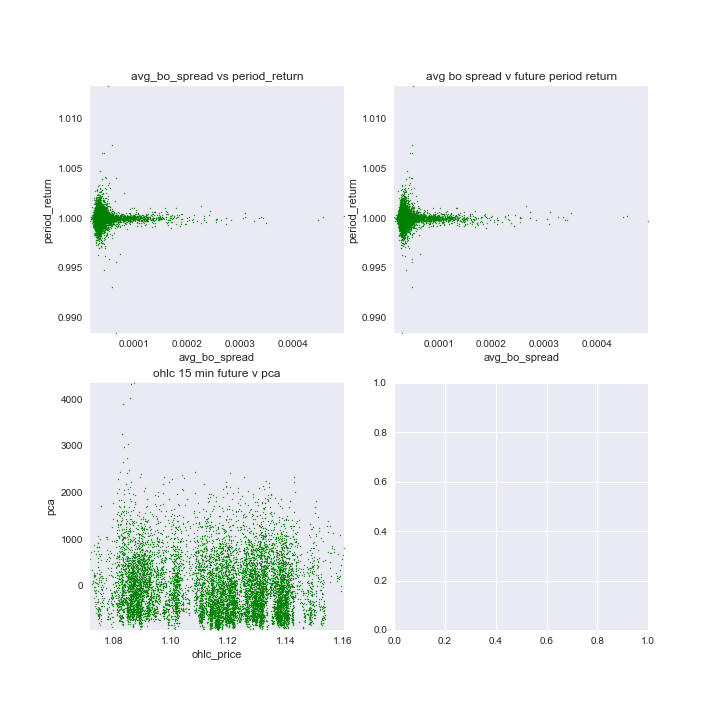 avg_bo_spread vs period_return
avg bo spread v future period return
1.010
1.005
1.000
0.995
0.990
period_return
0.0001 0.0002 0.0003 0.0004
avg_bo_spread
1.010
1.005
1.000
0.995
0.990
period_return
0.0001 0.0002 0.0003 0.0004
avg_bo_spread
ohlc 15 min future v pca
4000
3000
2000
1000
0
pca
1.08 1.10 1.12 1.14 1.16
ohlc_price
1.0
0.8
0.6
0.4
0.2
0.0
0.0 0.2 0.4 0.6 0.8 1.0